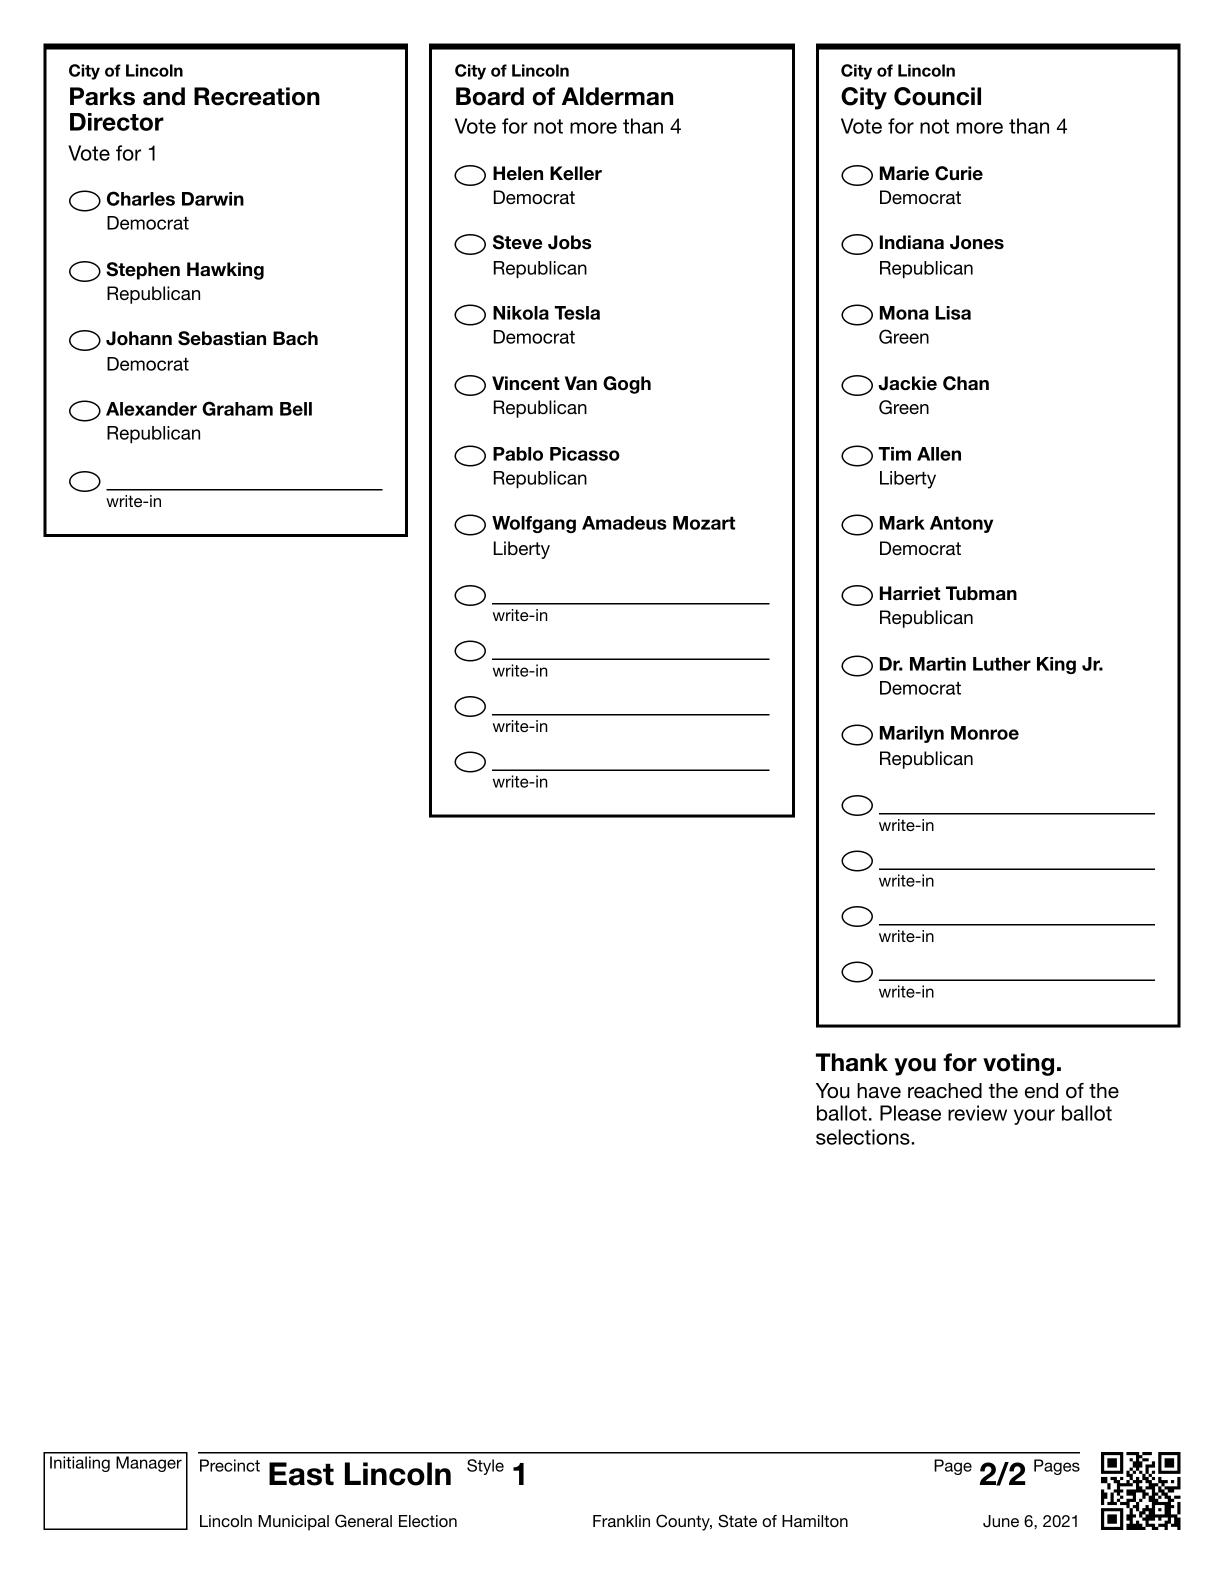 City of Lincoln
Parks and Recreation
Director
Vote for 1
Charles Darwin
Democrat
Stephen Hawking
Republican
Johann Sebastian Bach
Democrat
Alexander Graham Bell
Republican
write-in
City of Lincoln
Board of Alderman
Vote for not more than 4
Helen Keller
Democrat
Steve Jobs
Republican
Nikola Tesla
Democrat
Vincent Van Gogh
Republican
Pablo Picasso
Republican
Wolfgang Amadeus Mozart
Liberty
write-in
write-in
write-in
write-in
City of Lincoln
City Council
Vote for not more than 4
Marie Curie
Democrat
Indiana Jones
Republican
Mona Lisa
Green
Jackie Chan
Green
Tim Allen
Liberty
Mark Antony
Democrat
Harriet Tubman
Republican
Dr. Martin Luther King Jr.
Democrat
Marilyn Monroe
Republican
write-in
write-in
write-in
write-in
Thank you for voting.
You have reached the end of the
ballot. Please review your ballot
selections.
Initialing Manager
Precinct East Lincoln Style 1 Page 2/2 Pages
Lincoln Municipal General Election Franklin County, State of Hamilton June 6, 2021